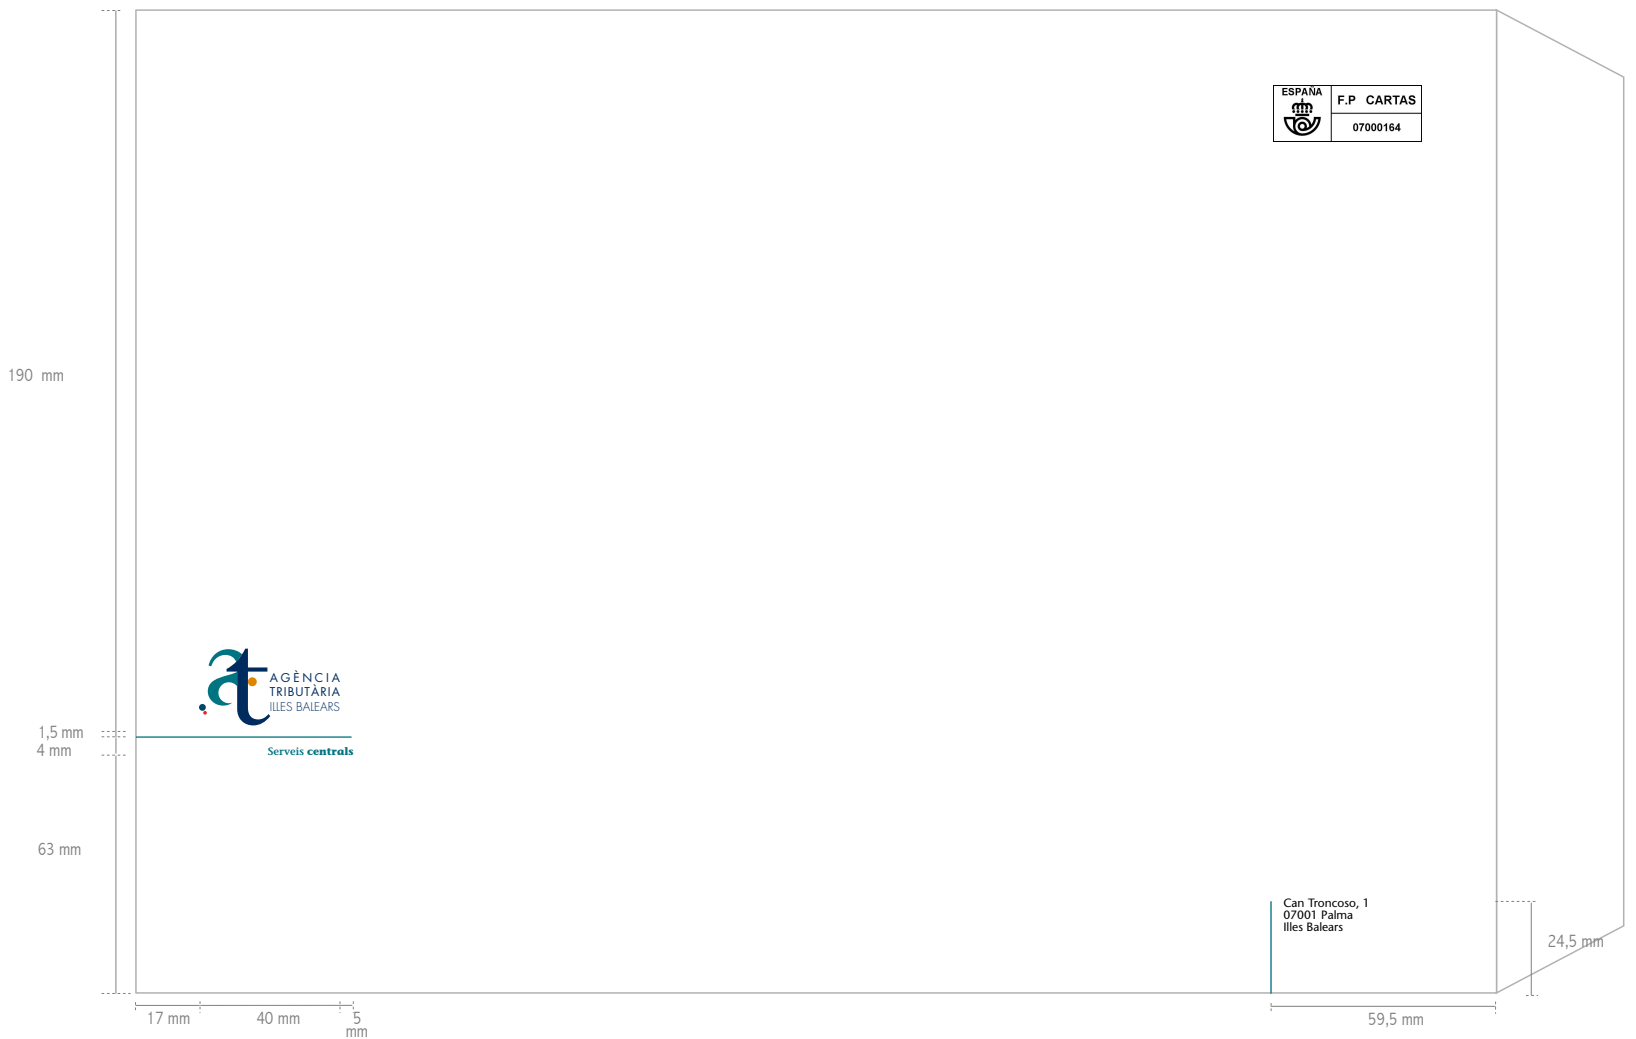 ESPAÑA
F.P CARTAS
07000164
190 mm
AGÈNCIA
TRIBUTÀRIA
ILLES BALEARS
1,5 mm
4 mm
Serveis centrals
63 mm
Can Troncoso, 1
07001 Palma
Illes Balears
24,5 mm
17 mm
40 mm
5
mm
59,5 mm